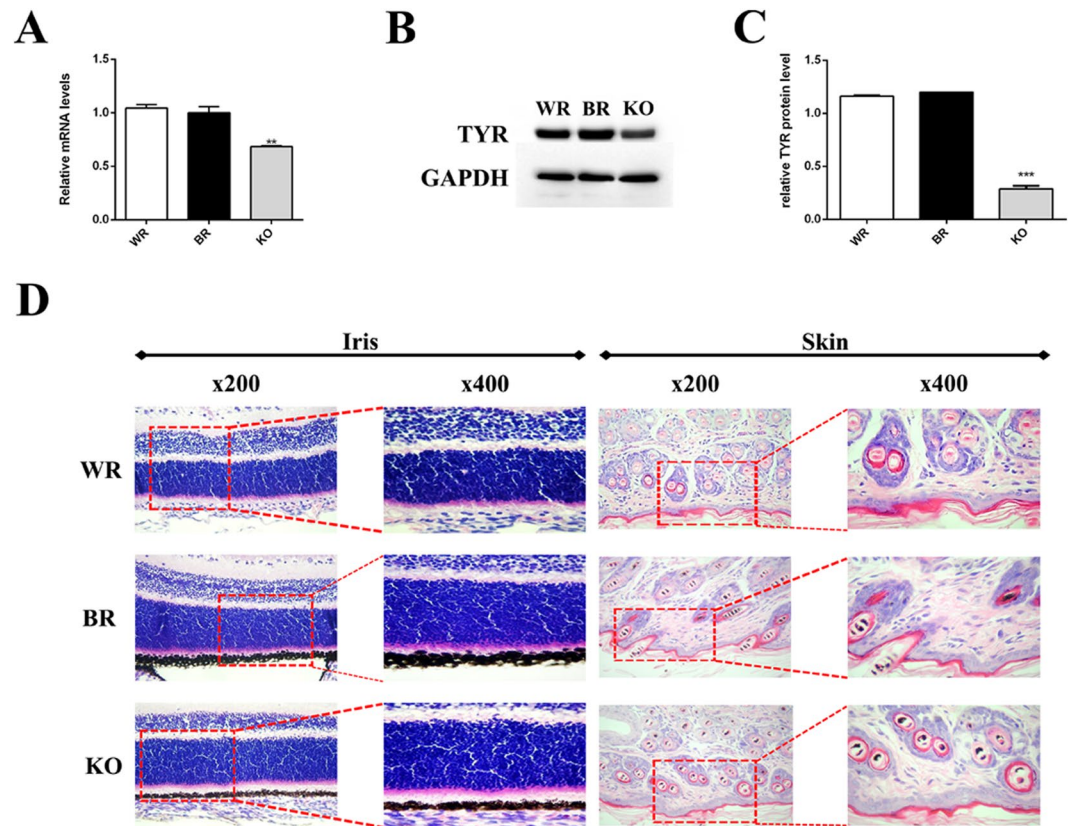 A
Relative mRNA levels
1.5
1.0
0.5
0.0
WR
BR
KO
**
B
WR BR KO
TYR
GAPDH
C
relative TYR protein level
1.5
1.0
0.5
0.0
WR
BR
KO
***
D
Iris
Skin
x200
x400
x200
x400
WR
BR
KO